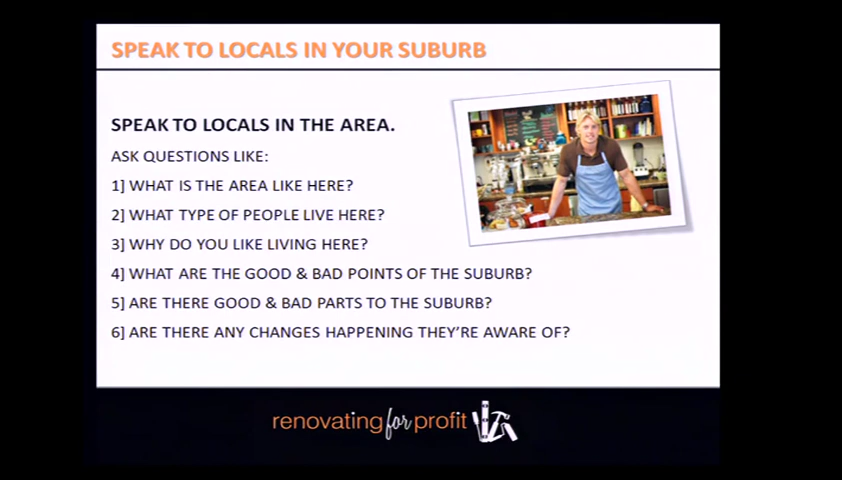 SPEAK TO LOCALS IN YOUR SUBURB
SPEAK TO LOCALS IN THE AREA.
ASK QUESTIONS LIKE:
1] WHAT IS THE AREA LIKE HERE?
2] WHAT TYPE OF PEOPLE LIVE HERE?
3] WHY DO YOU LIKE LIVING HERE?
4] WHAT ARE THE GOOD & BAD POINTS OF THE SUBURB?
5] ARE THERE GOOD & BAD PARTS TO THE SUBURB?
6] ARE THERE ANY CHANGES HAPPENING THEY'RE AWARE OF?
renovating for profit